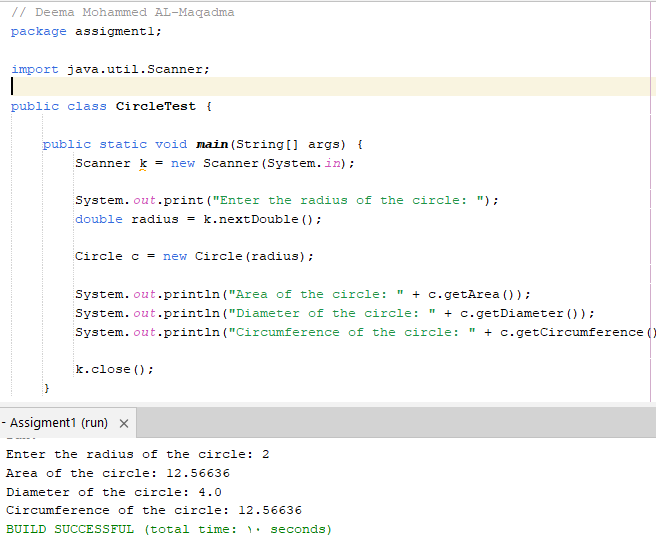 // Deema Mohammed AL-Maqadma
package assigment1;
import java.util.Scanner;
public class CircleTest {
public static void main(String[] args) {
Scanner k = new Scanner(System.in);
System.out.print("Enter the radius of the circle: ");
double radius = k.nextDouble();
Circle c = new Circle(radius);
System.out.println("Area of the circle: " + c.getArea());
System.out.println("Diameter of the circle: " + c.getDiameter());
System.out.println("Circumference of the circle: " + c.getCircumference()
k.close();
}
- Assigment1 (run) ×
Enter the radius of the circle: 2
Area of the circle: 12.56636
Diameter of the circle: 4.0
Circumference of the circle: 12.56636
BUILD SUCCESSFUL (total time: ١٠ seconds)